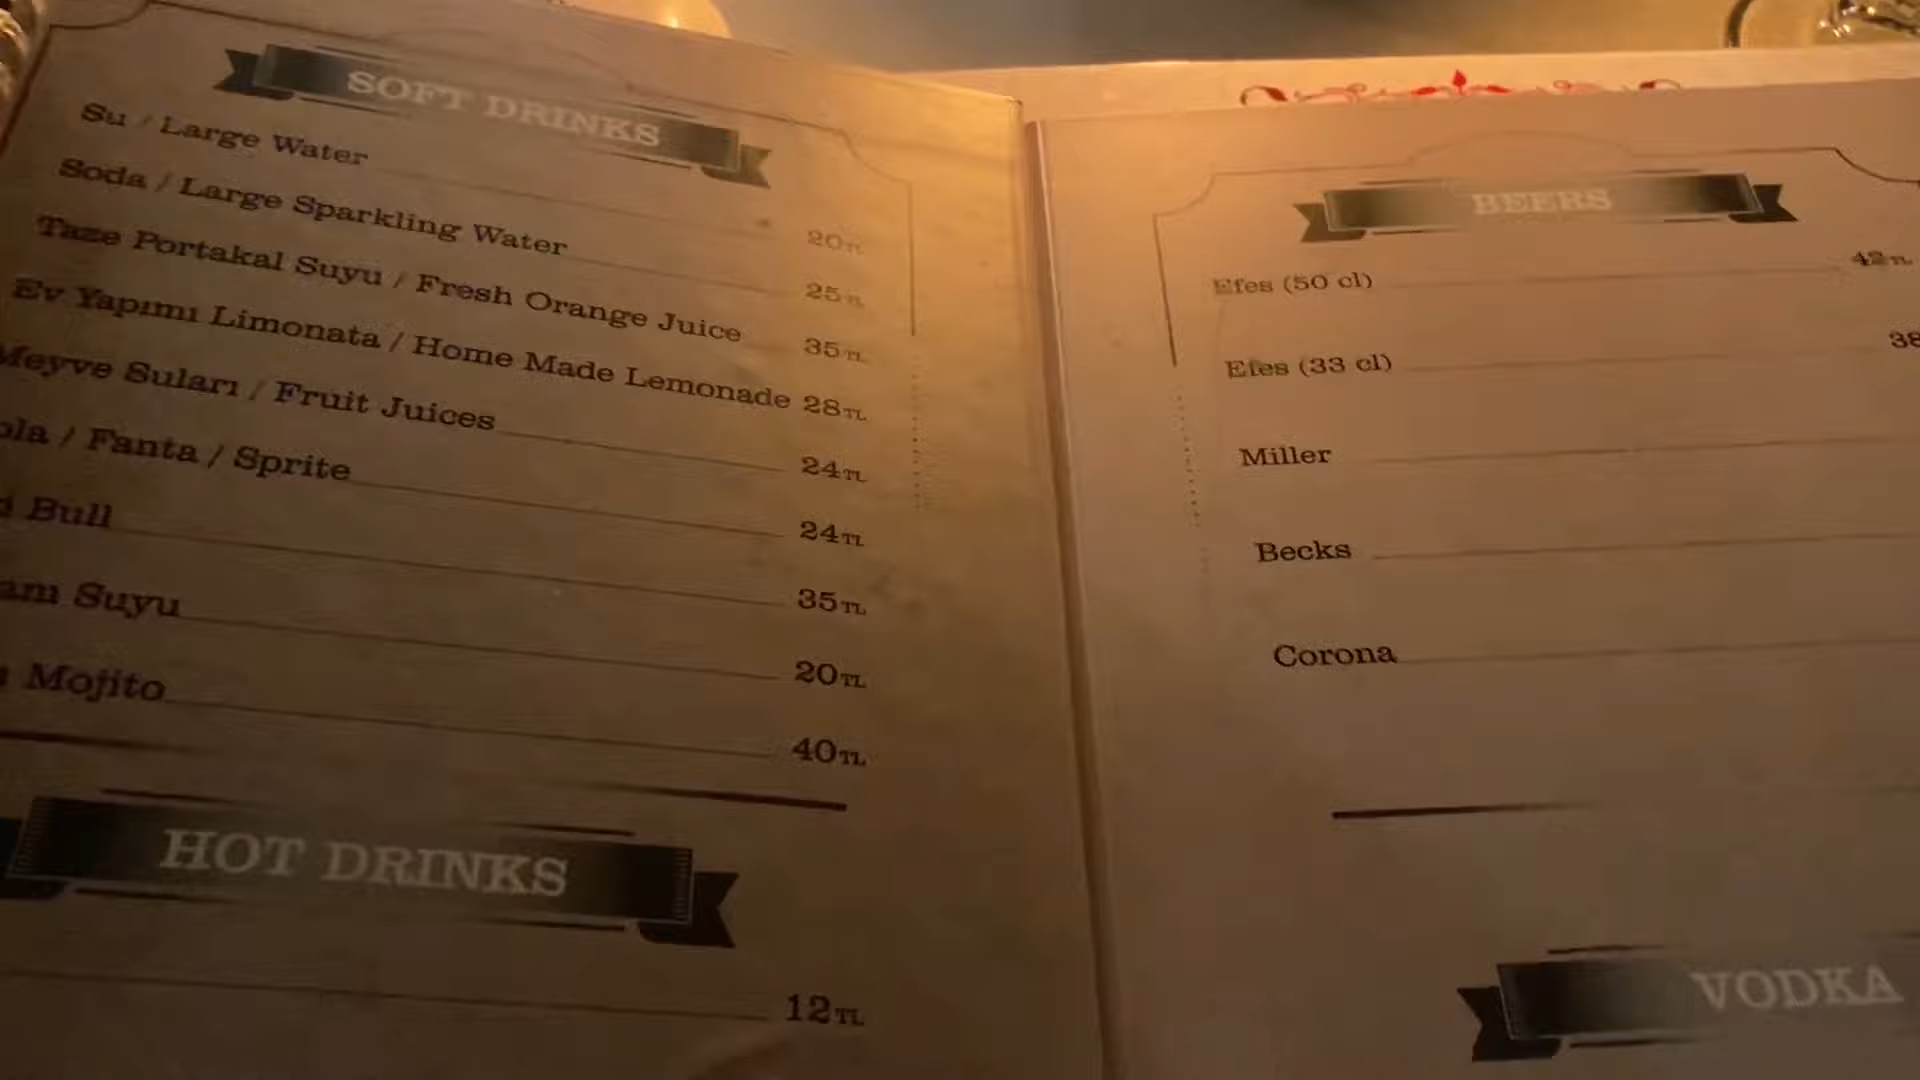 SOFT DRINKS
Su / Large Water 20TL
Soda / Large Sparkling Water 25TL
Taze Portakal Suyu / Fresh Orange Juice 35TL
Ev Yapımı Limonata / Home Made Lemonade 28TL
Meyve Suları / Fruit Juices 24TL
/ Fanta / Sprite 24TL
Bull 35TL
Suyu 20TL
Mojito 40TL
HOT DRINKS
12TL
BEERS
Efes (50 cl) 42TL
Efes (33 cl) 38
Miller
Becks
Corona
VODKA